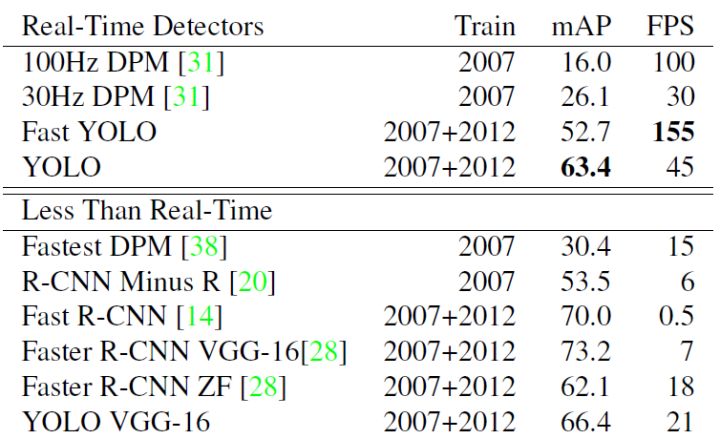 Real-Time Detectors Train mAP FPS
100Hz DPM [31] 2007 16.0 100
30Hz DPM [31] 2007 26.1 30
Fast YOLO 2007+2012 52.7 155
YOLO 2007+2012 63.4 45
Less Than Real-Time
Fastest DPM [38] 2007 30.4 15
R-CNN Minus R [20] 2007 53.5 6
Fast R-CNN [14] 2007+2012 70.0 0.5
Faster R-CNN VGG-16[28] 2007+2012 73.2 7
Faster R-CNN ZF [28] 2007+2012 62.1 18
YOLO VGG-16 2007+2012 66.4 21